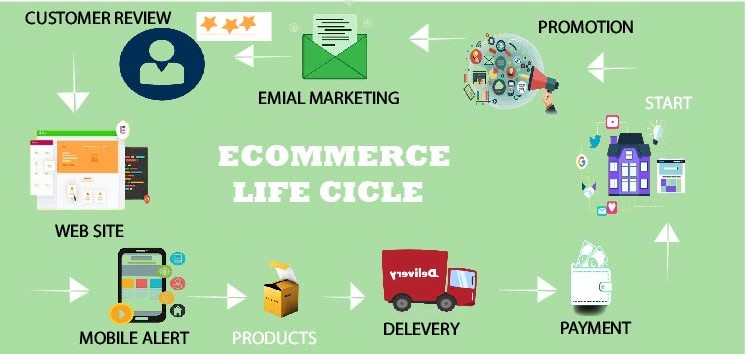 CUSTOMER REVIEW
PROMOTION
EMIAL MARKETING
START
ECOMMERCE
LIFE CICLE
WEB SITE
Delivery
MOBILE ALERT
PRODUCTS
DELEVERY
PAYMENT